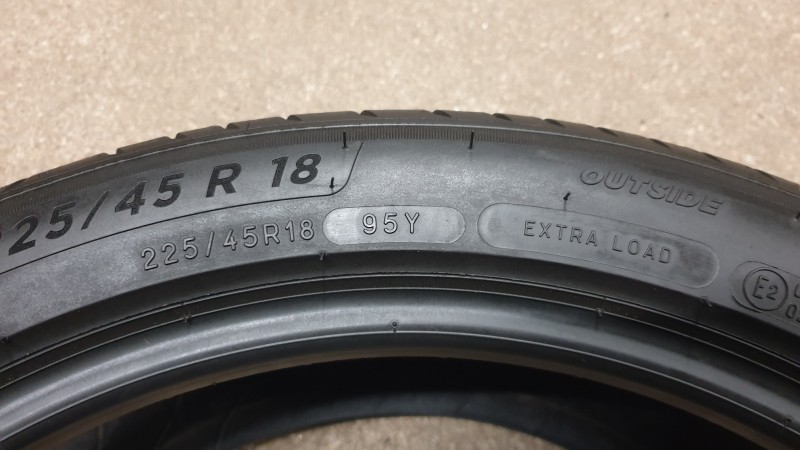 25/45 R 18
225/45R18 95Y EXTRA LOAD
OUTSIDE
E2